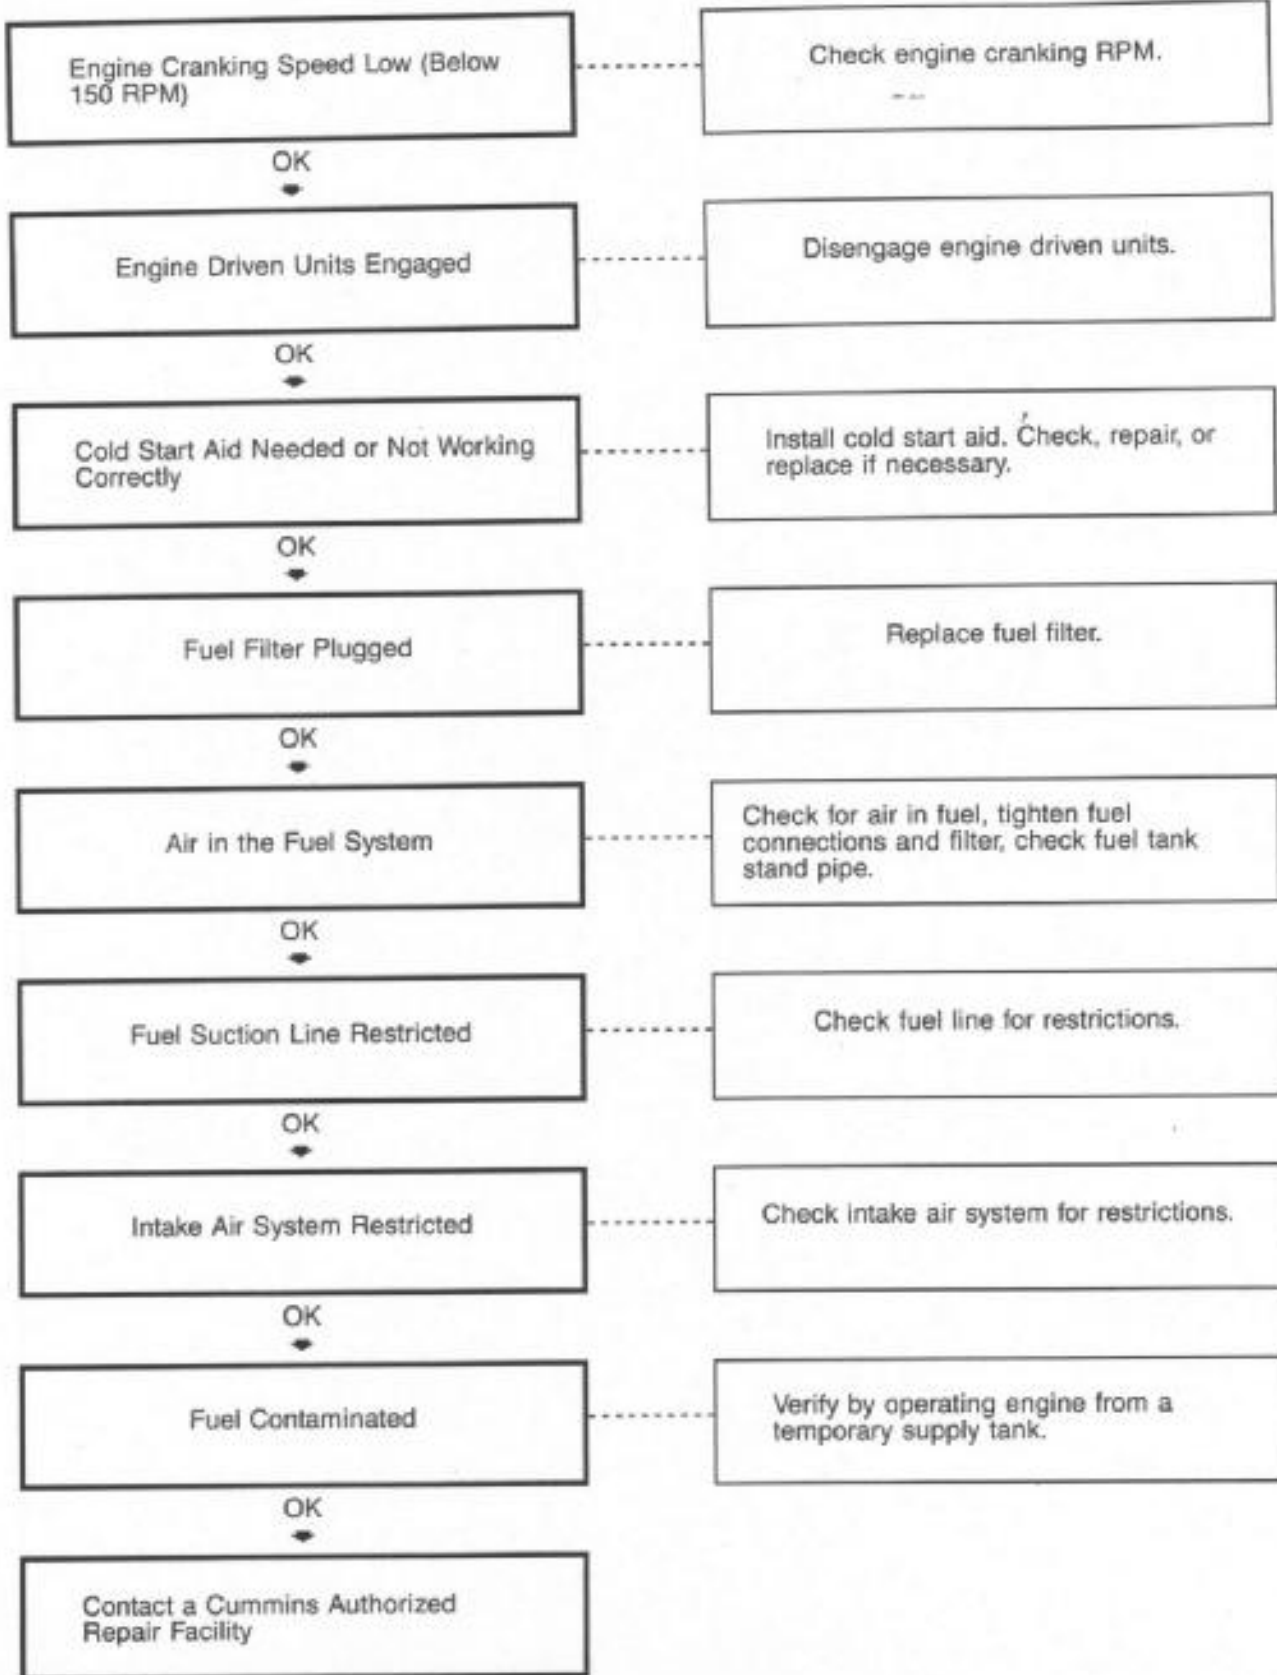 Engine Cranking Speed Low (Below
150 RPM)
Check engine cranking RPM.
OK
Engine Driven Units Engaged
Disengage engine driven units.
OK
Cold Start Aid Needed or Not Working
Correctly
Install cold start aid. Check, repair, or
replace if necessary.
OK
Fuel Filter Plugged
Replace fuel filter.
OK
Air in the Fuel System
Check for air in fuel, tighten fuel
connections and filter, check fuel tank
stand pipe.
OK
Fuel Suction Line Restricted
Check fuel line for restrictions.
OK
Intake Air System Restricted
Check intake air system for restrictions.
OK
Fuel Contaminated
Verify by operating engine from a
temporary supply tank.
OK
Contact a Cummins Authorized
Repair Facility